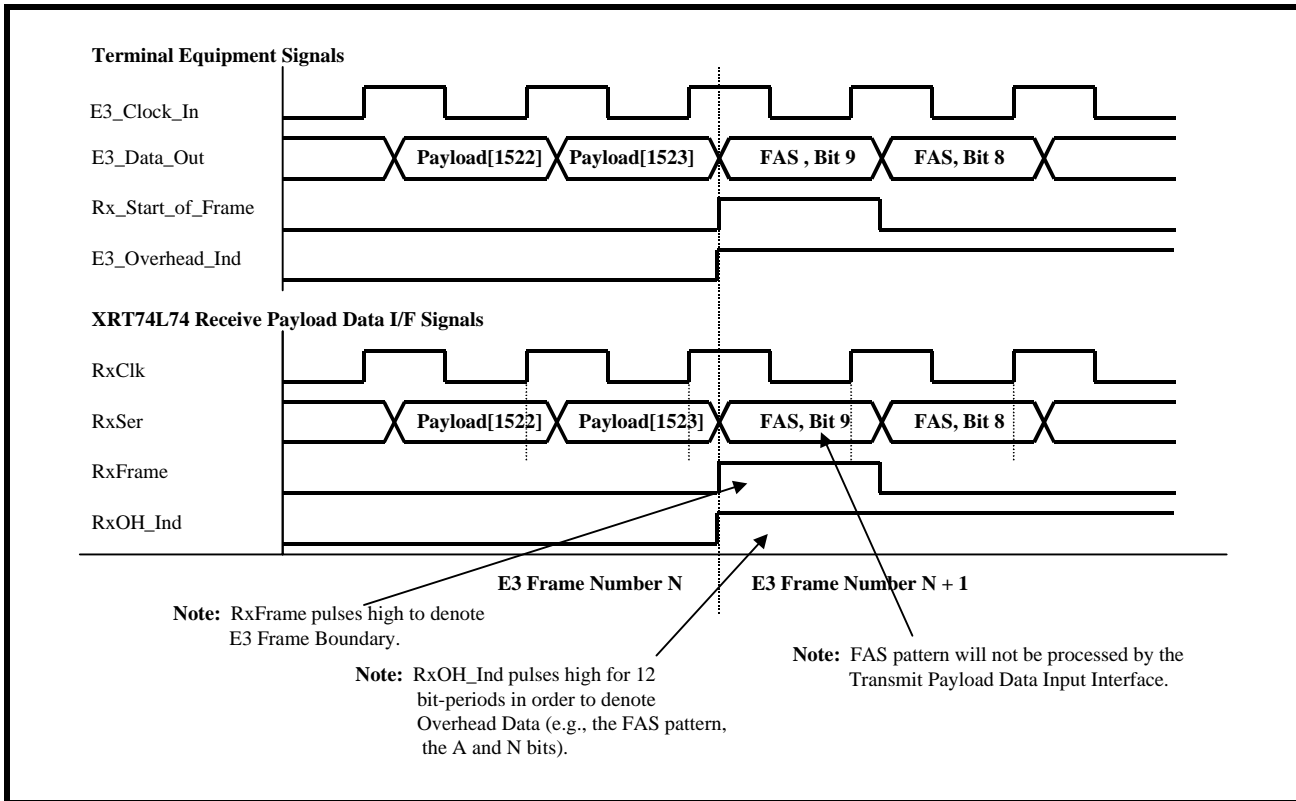 Terminal Equipment Signals
E3_Clock_In
E3_Data_Out
Payload[1522]
Payload[1523]
FAS , Bit 9
FAS, Bit 8
Rx_Start_of_Frame
E3_Overhead_Ind
XRT74L74 Receive Payload Data I/F Signals
RxClk
RxSer
Payload[1522]
Payload[1523]
FAS, Bit 9
FAS, Bit 8
RxFrame
RxOH_Ind
E3 Frame Number N
E3 Frame Number N + 1
Note: RxFrame pulses high to denote
E3 Frame Boundary.
Note: RxOH_Ind pulses high for 12
bit-periods in order to denote
Overhead Data (e.g., the FAS pattern,
the A and N bits).
Note: FAS pattern will not be processed by the
Transmit Payload Data Input Interface.